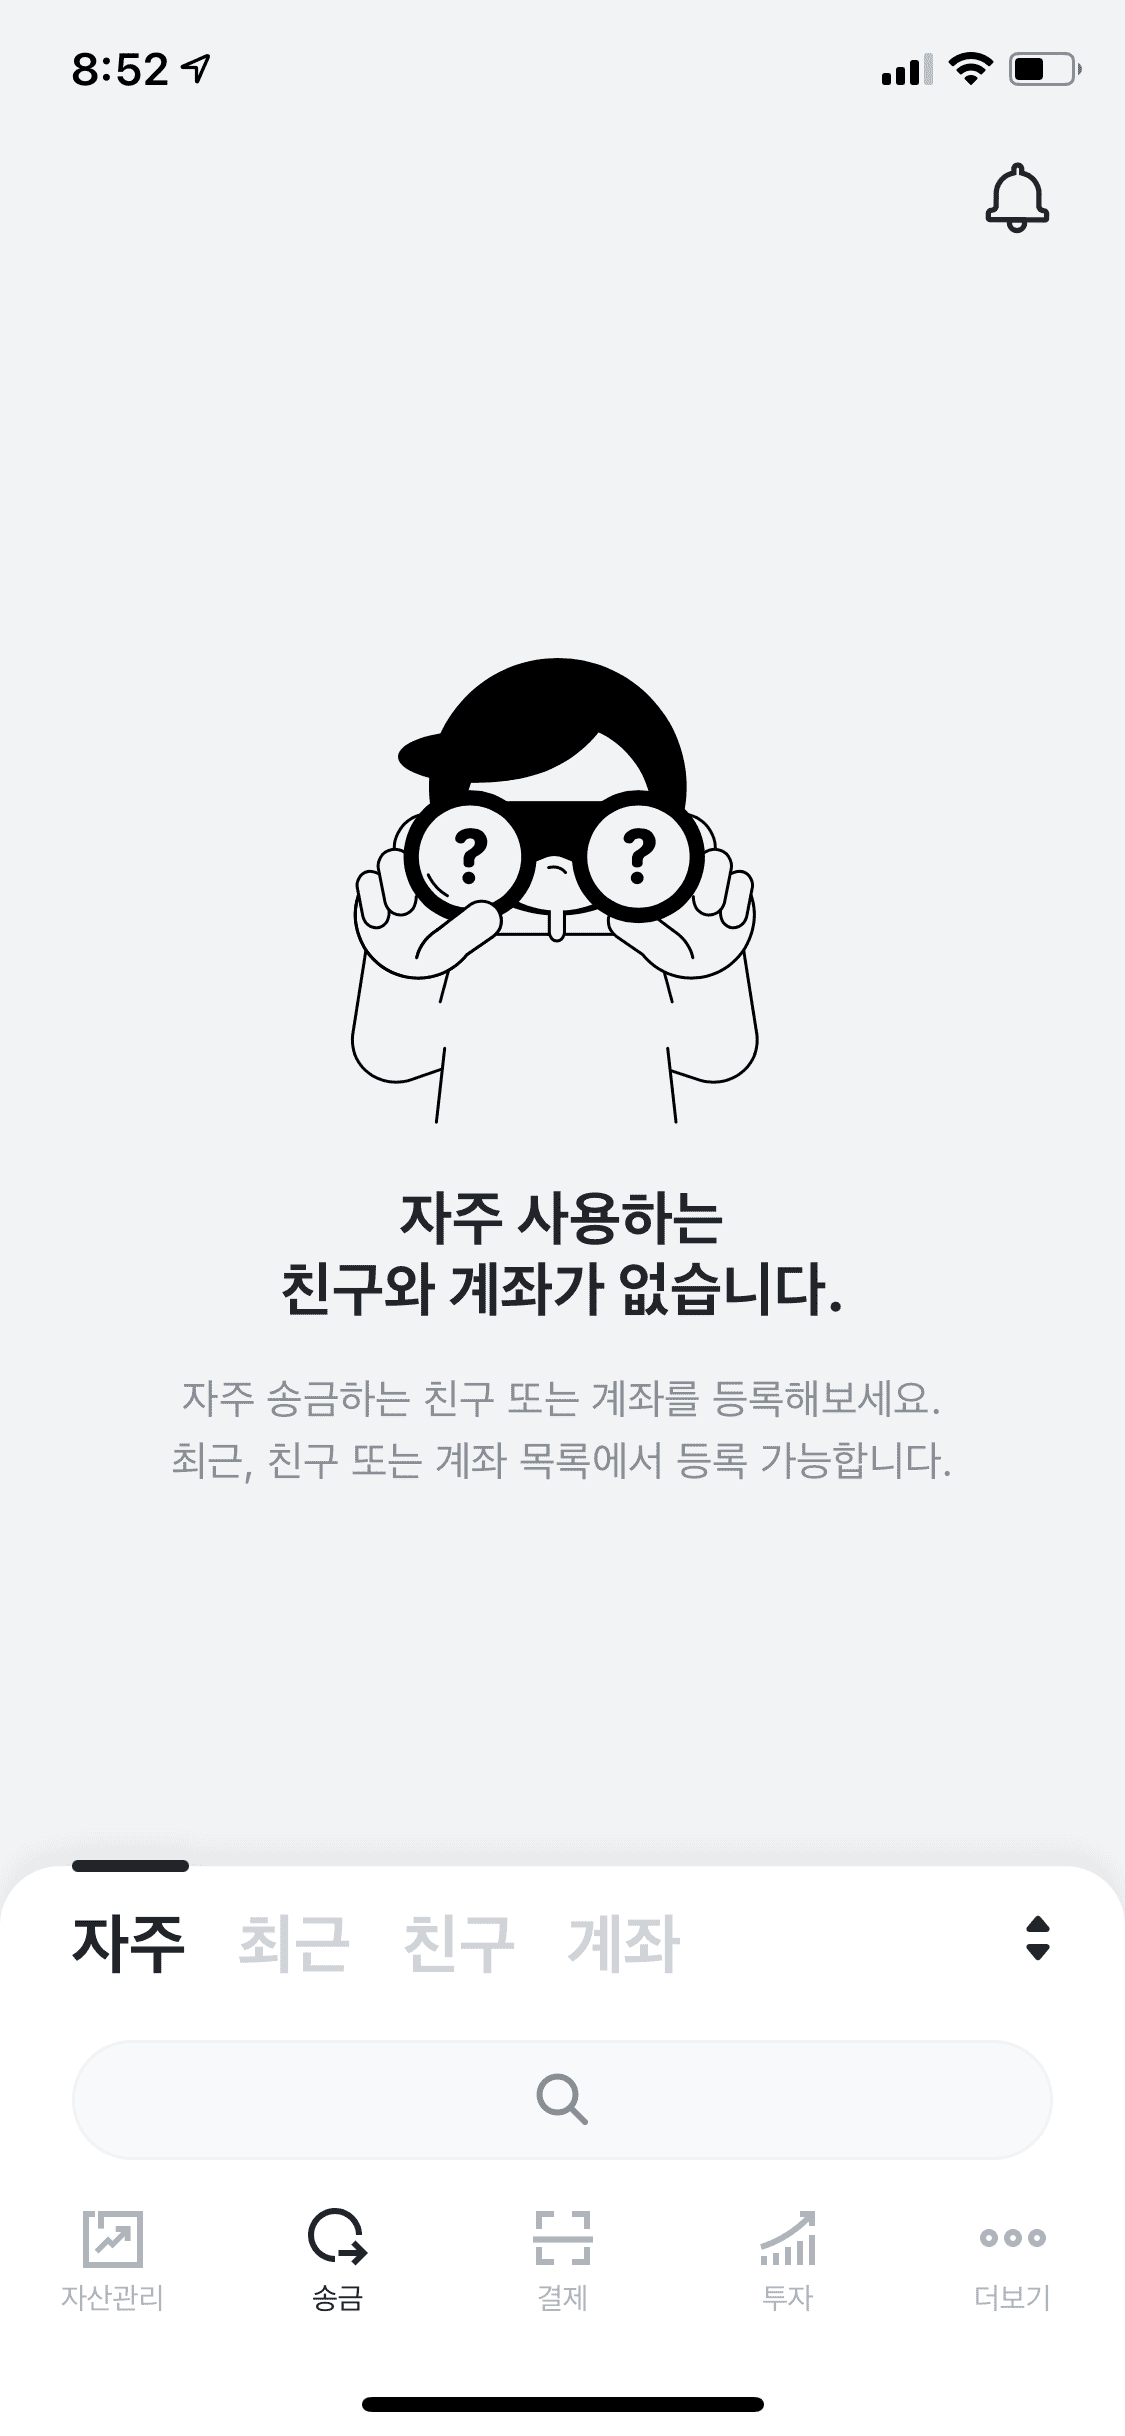 8:52
? ?
자주 사용하는
친구와 계좌가 없습니다.
자주 송금하는 친구 또는 계좌를 등록해보세요.
최근, 친구 또는 계좌 목록에서 등록 가능합니다.
자주 최근 친구 계좌
자산관리 송금 결제 투자 더보기